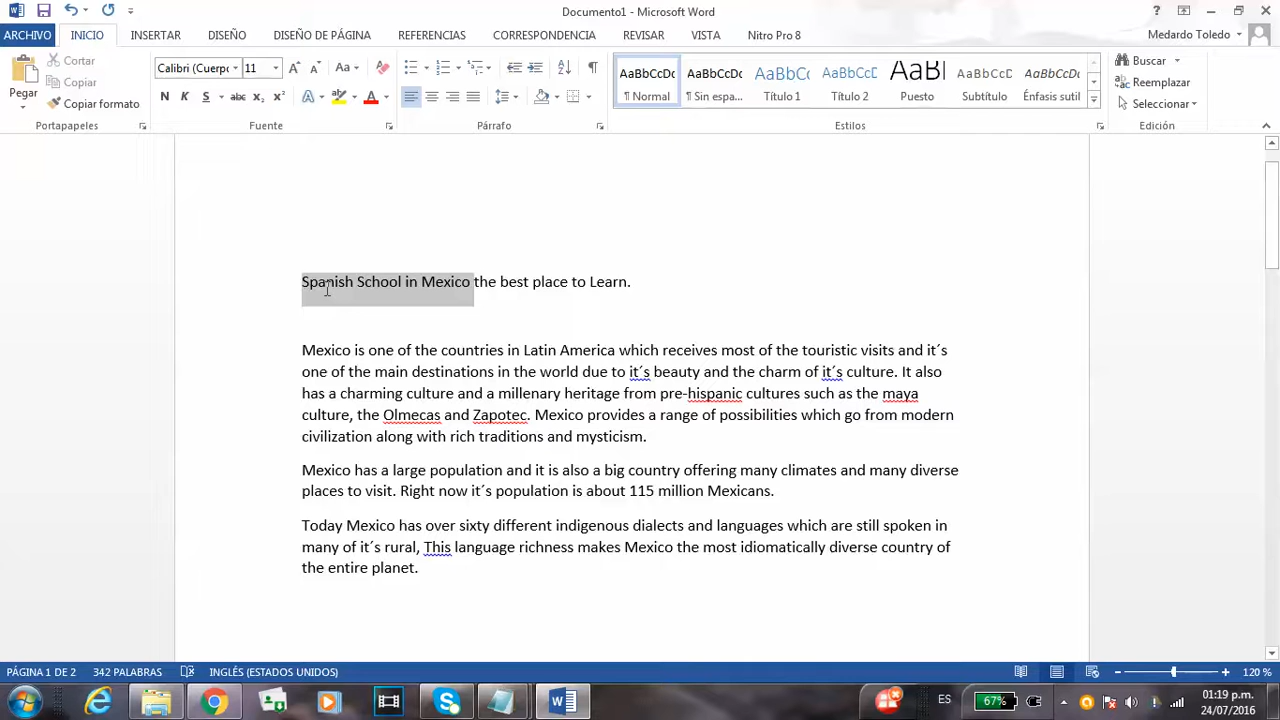 Documento1 - Microsoft Word
?
ARCHIVO INICIO INSERTAR DISEÑO DISEÑO DE PÁGINA REFERENCIAS CORRESPONDENCIA REVISAR VISTA Nitro Pro 8 Medardo Toledo
Pegar
Cortar
Copiar
Copiar formato
Portapapeles
Calibri (Cuerpo 11
N K S abc x₂ x²
Fuente
Párrafo
AaBbCcDc AaBbCcDc AaBbC AaBbCc AaBl AaBbCcD AaBbCcDc
¶ Normal ¶ Sin espa... Título 1 Título 2 Puesto Subtítulo Énfasis sutil
Estilos
Buscar
Reemplazar
Seleccionar
Edición
Spanish School in Mexico the best place to Learn.
Mexico is one of the countries in Latin America which receives most of the touristic visits and it´s
one of the main destinations in the world due to it´s beauty and the charm of it´s culture. It also
has a charming culture and a millenary heritage from pre-hispanic cultures such as the maya
culture, the Olmecas and Zapotec. Mexico provides a range of possibilities which go from modern
civilization along with rich traditions and mysticism.
Mexico has a large population and it is also a big country offering many climates and many diverse
places to visit. Right now it´s population is about 115 million Mexicans.
Today Mexico has over sixty different indigenous dialects and languages which are still spoken in
many of it´s rural, This language richness makes Mexico the most idiomatically diverse country of
the entire planet.
PÁGINA 1 DE 2 342 PALABRAS INGLÉS (ESTADOS UNIDOS) 120 %
ES 67% 01:19 p.m.
24/07/2016